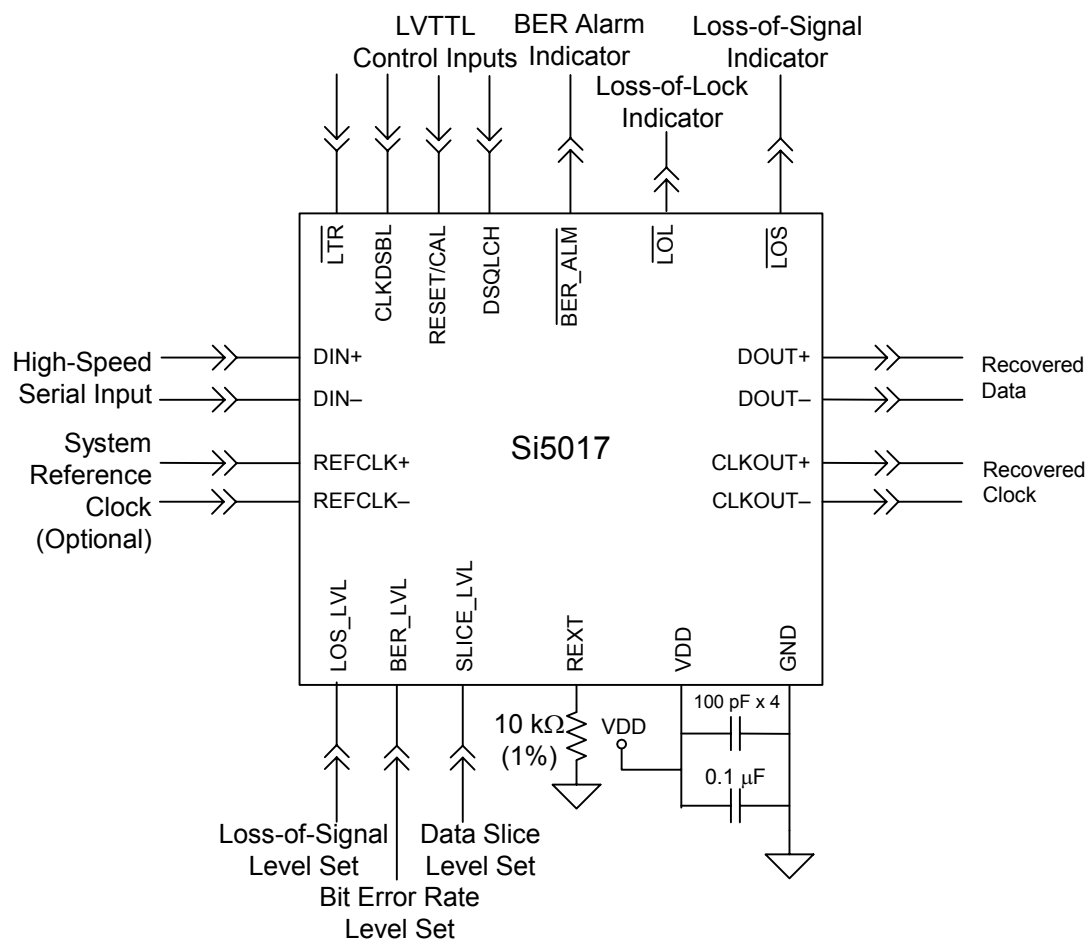 LVTTL
Control Inputs
BER Alarm
Indicator
Loss-of-Lock
Indicator
Loss-of-Signal
Indicator
LTR
CLKDSBL
RESET/CAL
DSQLCH
BER_ALM
LOL
LOS
High-Speed
Serial Input
DIN+
DIN–
System
Reference
Clock
(Optional)
REFCLK+
REFCLK–
Si5017
DOUT+
DOUT–
Recovered
Data
CLKOUT+
CLKOUT–
Recovered
Clock
LOS_LVL
BER_LVL
SLICE_LVL
REXT
VDD
GND
10 kΩ
(1%)
VDD
100 pF x 4
0.1 μF
Loss-of-Signal
Level Set
Data Slice
Level Set
Bit Error Rate
Level Set